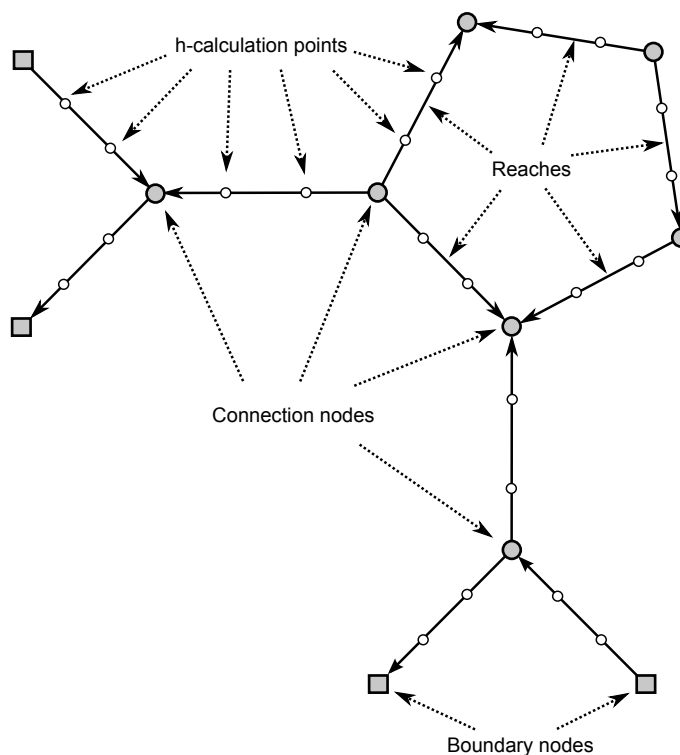 h-calculation points
Reaches
Connection nodes
Boundary nodes